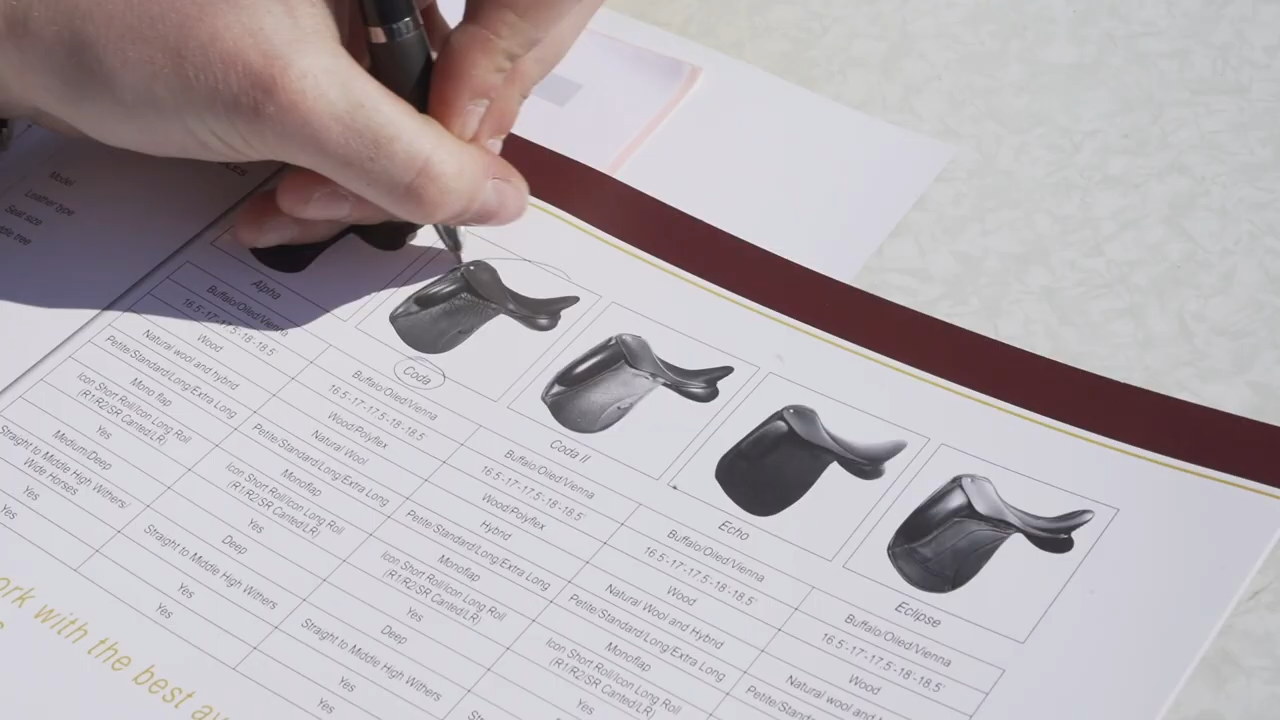 LES
Model
Leather type
Seat size
ddle tree
Alpha
Buffalo/Oiled/Vienna
16.5'-17'-17.5'-18'-18.5'
Wood
Natural wool and hybrid
Petite/Standard/Long/Extra Long
Mono flap
Icon Short Roll/Icon Long Roll
(R1/R2/SR Canted/LR)
Yes
Medium/Deep
Straight to Middle High Withers/
Wide Horses
Yes
Yes
Coda
Buffalo/Oiled/Vienna
16.5'-17'-17.5'-18'-18.5'
Wood/Polyflex
Natural Wool
Petite/Standard/Long/Extra Long
Monoflap
Icon Short Roll/Icon Long Roll
(R1/R2/SR Canted/LR)
Yes
Deep
Straight to Middle High Withers
Yes
Yes
Coda II
Buffalo/Oiled/Vienna
16.5'-17'-17.5'-18'-18.5'
Wood/Polyflex
Hybrid
Petite/Standard/Long/Extra Long
Monoflap
Icon Short Roll/Icon Long Roll
(R1/R2/SR Canted/LR)
Yes
Deep
Straight to Middle High Withers
Yes
Yes
Echo
Buffalo/Oiled/Vienna
16.5'-17'-17.5'-18'-18.5'
Wood
Natural Wool and Hybrid
Petite/Standard/Long/Extra Long
Monoflap
Icon Short Roll/Icon Long Roll
(R1/R2/SR Canted/LR)
Yes
Eclipse
Buffalo/Oiled/Vienna
16.5'-17'-17.5'-18'-18.5'
Wood
Natural wool and
Petite/Stand
ork with the best av